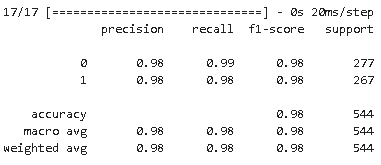 17/17 [==============================] - 0s 20ms/step
precision recall f1-score support
0 0.98 0.99 0.98 277
1 0.98 0.98 0.98 267
accuracy 0.98 544
macro avg 0.98 0.98 0.98 544
weighted avg 0.98 0.98 0.98 544